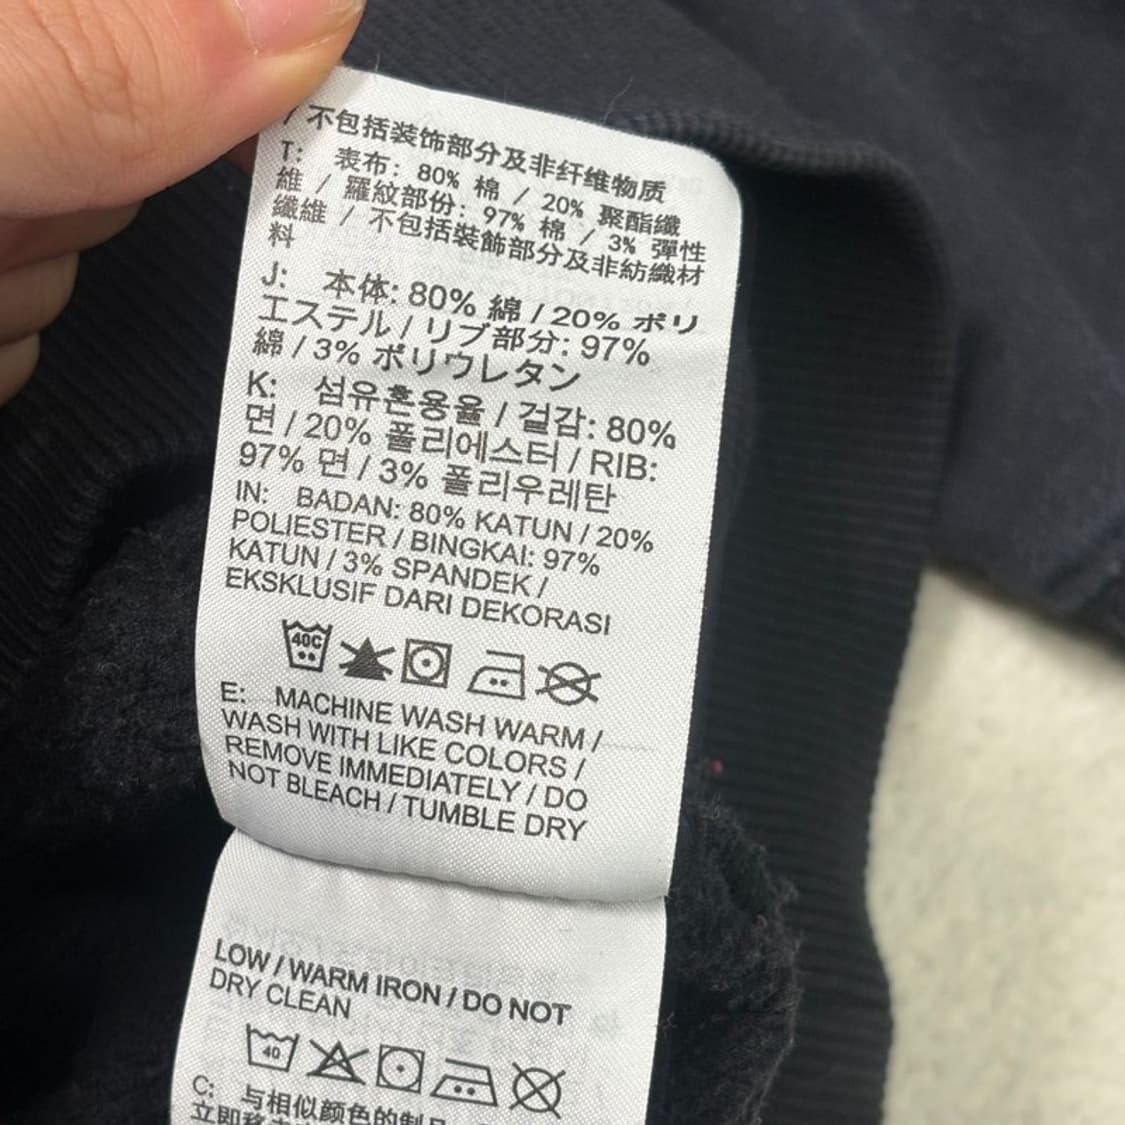 / 不包括装饰部分及非纤维物质
T: 表布: 80% 棉 / 20% 聚酯纖
維 / 羅紋部份: 97% 棉 / 3% 彈性
纖維 / 不包括裝飾部分及非紡織材
料
J: 本体: 80% 綿 / 20% ポリ
エステル / リブ部分: 97%
綿 / 3% ポリウレタン
K: 섬유혼용율 / 겉감: 80%
면 / 20% 폴리에스터 / RIB:
97% 면 / 3% 폴리우레탄
IN: BADAN: 80% KATUN / 20%
POLIESTER / BINGKAI: 97%
KATUN / 3% SPANDEK /
EKSKLUSIF DARI DEKORASI
40C
E: MACHINE WASH WARM /
WASH WITH LIKE COLORS /
REMOVE IMMEDIATELY / DO
NOT BLEACH / TUMBLE DRY
LOW / WARM IRON / DO NOT
DRY CLEAN
40
C: 与相似颜色的制品
立即移